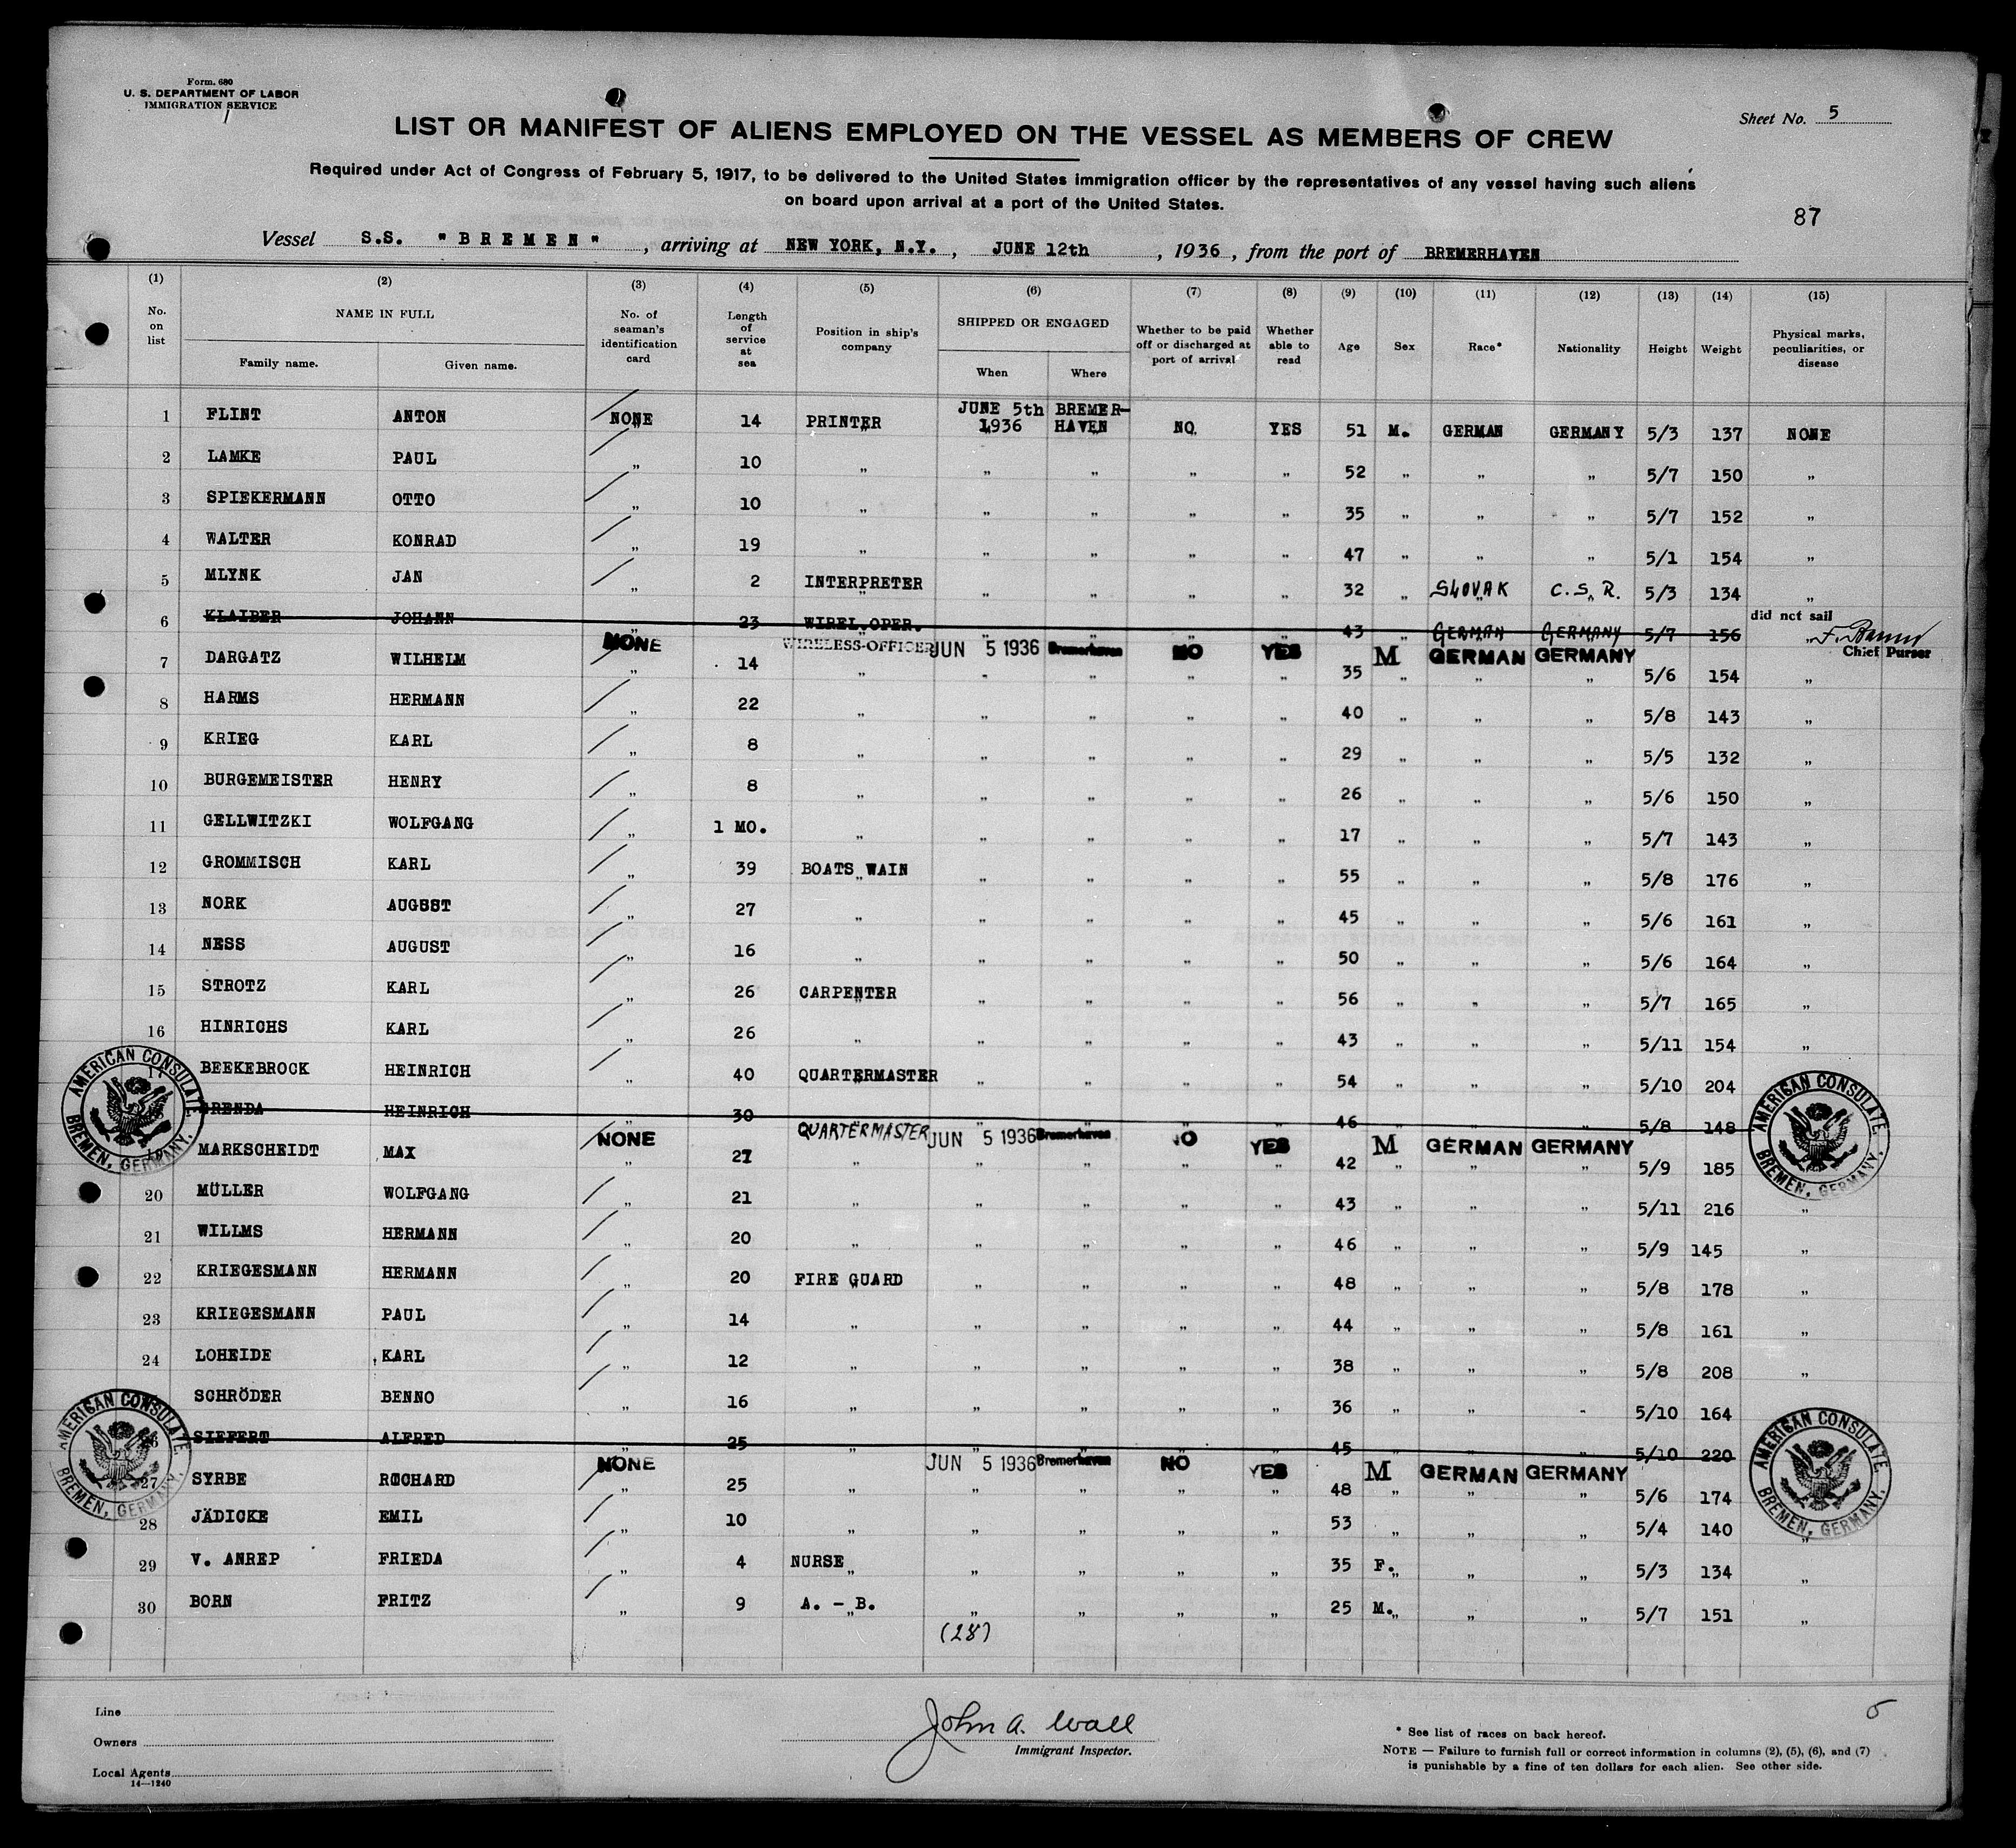 Form. 680
U. S. DEPARTMENT OF LABOR
IMMIGRATION SERVICE
Sheet No. 5
LIST OR MANIFEST OF ALIENS EMPLOYED ON THE VESSEL AS MEMBERS OF CREW
Required under Act of Congress of February 5, 1917, to be delivered to the United States immigration officer by the representatives of any vessel having such aliens
on board upon arrival at a port of the United States.
87
Vessel S.S. "BREMEN", arriving at NEW YORK, N.Y., JUNE 12th, 1936, from the port of BREMERHAVEN
(1) (2) (3) (4) (5) (6) (7) (8) (9) (10) (11) (12) (13) (14) (15)
No. on list NAME IN FULL Family name. Given name. No. of seaman's identification card Length of service at sea Position in ship's company SHIPPED OR ENGAGED When Where Whether to be paid off or discharged at port of arrival Whether able to read Age Sex Race* Nationality Height Weight Physical marks, peculiarities, or disease
1 FLINT ANTON NONE 14 PRINTER JUNE 5th 1936 BREMER-HAVEN NO YES 51 M. GERMAN GERMANY 5/3 137 NONE
2 LAMKE PAUL " 10 " " " " " 52 " " " 5/7 150 "
3 SPIEKERMANN OTTO " 10 " " " " " 35 " " " 5/7 152 "
4 WALTER KONRAD " 19 " " " " " 47 " " " 5/1 154 "
5 MLYNK JAN " 2 INTERPRETER " " " " 32 " SLOVAK C.S.R. 5/3 134 "
6 KLAIBER JOHANN " 23 WIREL.OPER. " " " " 43 " GERMAN GERMANY 5/7 156 " did not sail
Chief Purser
NONE WIRELESS-OFFICER JUN 5 1936 Bremerhaven NO YES M GERMAN GERMANY
7 DARGATZ WILHELM " 14 " " " " " 35 " " " 5/6 154 "
8 HARMS HERMANN " 22 " " " " " 40 " " " 5/8 143 "
9 KRIEG KARL " 8 " " " " " 29 " " " 5/5 132 "
10 BURGEMEISTER HENRY " 8 " " " " " 26 " " " 5/6 150 "
11 GELLWITZKI WOLFGANG " 1 MO. " " " " " 17 " " " 5/7 143 "
12 GROMMISCH KARL " 39 BOATS WAIN " " " " 55 " " " 5/8 176 "
13 NORK AUGUST " 27 " " " " " 45 " " " 5/6 161 "
14 NESS AUGUST " 16 " " " " " 50 " " " 5/6 164 "
15 STROTZ KARL " 26 CARPENTER " " " " 56 " " " 5/7 165 "
16 HINRICHS KARL " 26 " " " " " 43 " " " 5/11 154 "
17 BEEKEBROCK HEINRICH " 40 QUARTERMASTER " " " " 54 " " " 5/10 204 "
HEINRICH " 30 " " " " " 46 " " " 5/8 148
NONE QUARTERMASTER JUN 5 1936 Bremerhaven NO YES M GERMAN GERMANY
MARKSCHEIDT MAX " 27 " " " " " 42 " " " 5/9 185
20 MÜLLER WOLFGANG " 21 " " " " " 43 " " " 5/11 216 "
21 WILLMS HERMANN " 20 " " " " " 46 " " " 5/9 145 "
22 KRIEGESMANN HERMANN " 20 FIRE GUARD " " " " 48 " " " 5/8 178 "
23 KRIEGESMANN PAUL " 14 " " " " " 44 " " " 5/8 161 "
24 LOHEIDE KARL " 12 " " " " " 38 " " " 5/8 208 "
SCHRÖDER BENNO " 16 " " " " " 36 " " " 5/10 164
26 SIEFERT ALFRED " 25 " " " " " 45 " " " 5/10 220
NONE JUN 5 1936 Bremerhaven NO YES M GERMAN GERMANY
27 SYRBE RICHARD " 25 " " " " " 48 " " " 5/6 174
28 JÄDICKE EMIL " 10 " " " " " 53 " " " 5/4 140 "
29 V. ANREP FRIEDA " 4 NURSE " " " " 35 F. " " 5/3 134 "
30 BORN FRITZ " 9 A.-B. " " " " 25 M. " " 5/7 151 "
(28)
AMERICAN CONSULATE, BREMEN, GERMANY.
AMERICAN CONSULATE, BREMEN, GERMANY.
AMERICAN CONSULATE, BREMEN, GERMANY.
AMERICAN CONSULATE, BREMEN, GERMANY.
5
Line
Owners
Local Agents
14—1240
John A. Wall
Immigrant Inspector.
* See list of races on back hereof.
NOTE — Failure to furnish full or correct information in columns (2), (5), (6), and (7)
is punishable by a fine of ten dollars for each alien. See other side.